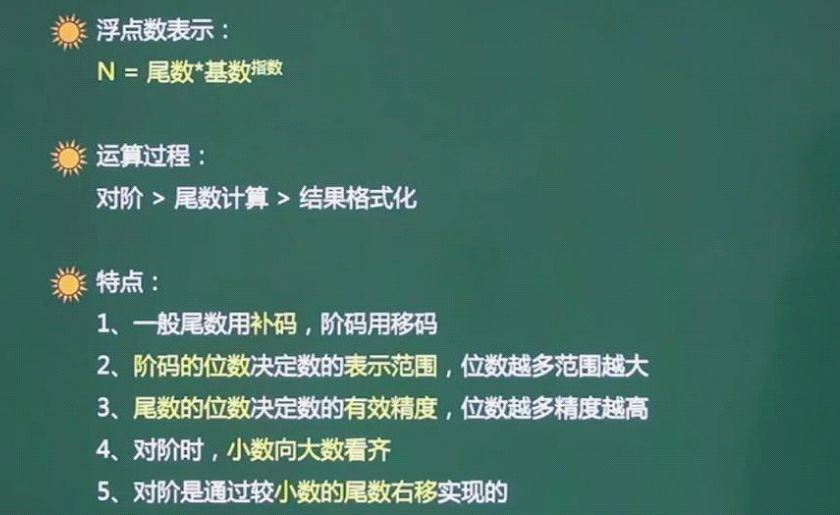 浮点数表示：
N = 尾数*基数指数
运算过程：
对阶 > 尾数计算 > 结果格式化
特点：
1、一般尾数用补码，阶码用移码
2、阶码的位数决定数的表示范围，位数越多范围越大
3、尾数的位数决定数的有效精度，位数越多精度越高
4、对阶时，小数向大数看齐
5、对阶是通过较小数的尾数右移实现的